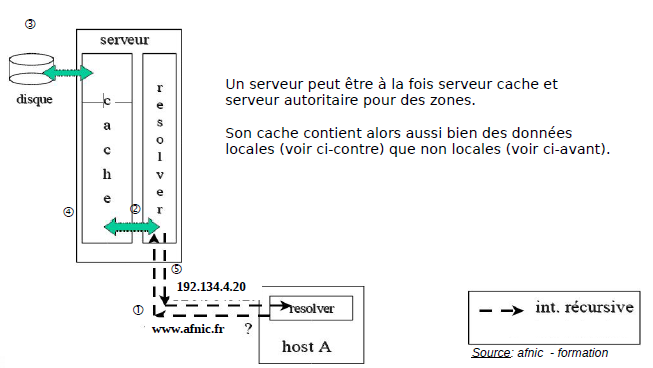 ③
serveur
disque
cache
resolver
Un serveur peut être à la fois serveur cache et
serveur autoritaire pour des zones.
Son cache contient alors aussi bien des données
locales (voir ci-contre) que non locales (voir ci-avant).
④
②
⑤
192.134.4.20
①
www.afnic.fr ?
resolver
host A
int. récursive
Source: afnic - formation